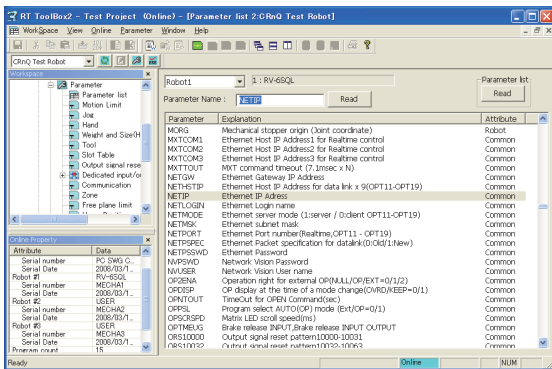 RT ToolBox2 - Test Project (Online) - [Parameter list 2:CRnQ Test Robot]
WorkSpace View Online Parameter Window Help
CRnQ Test Robot
Workspace
Parameter
Parameter list
Motion Limit
Jog
Hand
Weight and Size(H
Tool
Slot Table
Output signal rese
Dedicated input/ou
Communication
Zone
Free plane limit
Online Property
Attribute Data
Serial number PC SWG C..
Serial Date 2008/03/1..
Robot #1 RV-6SQL
Serial number MECHA1
Serial Date 2008/03/1..
Robot #2 USER
Serial number MECHA2
Serial Date 2008/03/1..
Robot #3 USER
Serial number MECHA3
Serial Date 2008/03/1..
Program count 15
Robot1 1 : RV-6SQL
Parameter Name : NETIP Read
Parameter list
Read
Parameter Explanation Attribute
MORG Mechanical stopper origin (Joint coordinate) Robot
MXTCOM1 Ethernet Host IP Address1 for Realtime control Common
MXTCOM2 Ethernet Host IP Address2 for Realtime control Common
MXTCOM3 Ethernet Host IP Address3 for Realtime control Common
MXTTOUT MXT command timeout (7.1msec x N) Common
NETGW Ethernet Gateway IP Address Common
NETHSTIP Ethernet Host IP Address for data link x 9(OPT11-OPT19) Common
NETIP Ethernet IP Adress Common
NETLOGIN Ethernet Login name Common
NETMODE Ethernet server mode (1:server / 0:client OPT11-OPT19) Common
NETMSK Ethernet subnet mask Common
NETPORT Ethernet Port number(Realtime,OPT11 - OPT19) Common
NETPSPEC Ethernet Packet specification for datalink(0:Old/1:New) Common
NETPSSWD Ethernet Password Common
NVPSWD Network Vision Password Common
NVUSER Network Vision User name Common
OP2ENA Operation right for external OP(NULL/OP/EXT=0/1/2) Common
OPDISP OP display at the time of a mode change(OVRD/KEEP=0/1) Common
OPNTOUT TimeOut for OPEN Command(sec) Common
OPPSL Program select AUTO(OP) mode (Ext/OP=0/1) Common
OPSCRSPD Matrix LED scroll speed(ms) Common
OPTMEUG Brake release INPUT,Brake release INPUT OUTPUT Common
ORS10000 Output signal reset pattern10000-10031 Common
ORS10032 Output signal reset pattern10032-10063 Common
Ready Online NUM